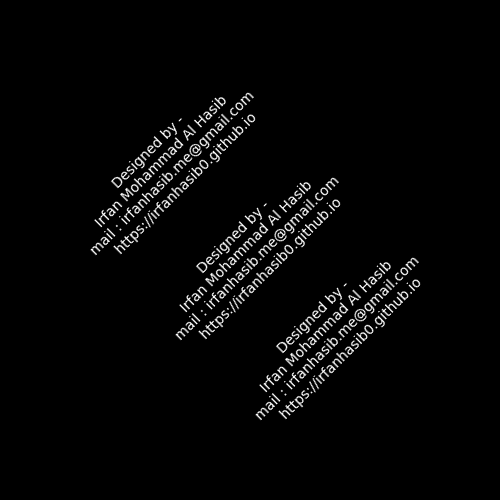 Designed by -
Irfan Mohammad Al Hasib
mail : irfanhasib.me@gmail.com
https://irfanhasib0.github.io
Designed by -
Irfan Mohammad Al Hasib
mail : irfanhasib.me@gmail.com
https://irfanhasib0.github.io
Designed by -
Irfan Mohammad Al Hasib
mail : irfanhasib.me@gmail.com
https://irfanhasib0.github.io